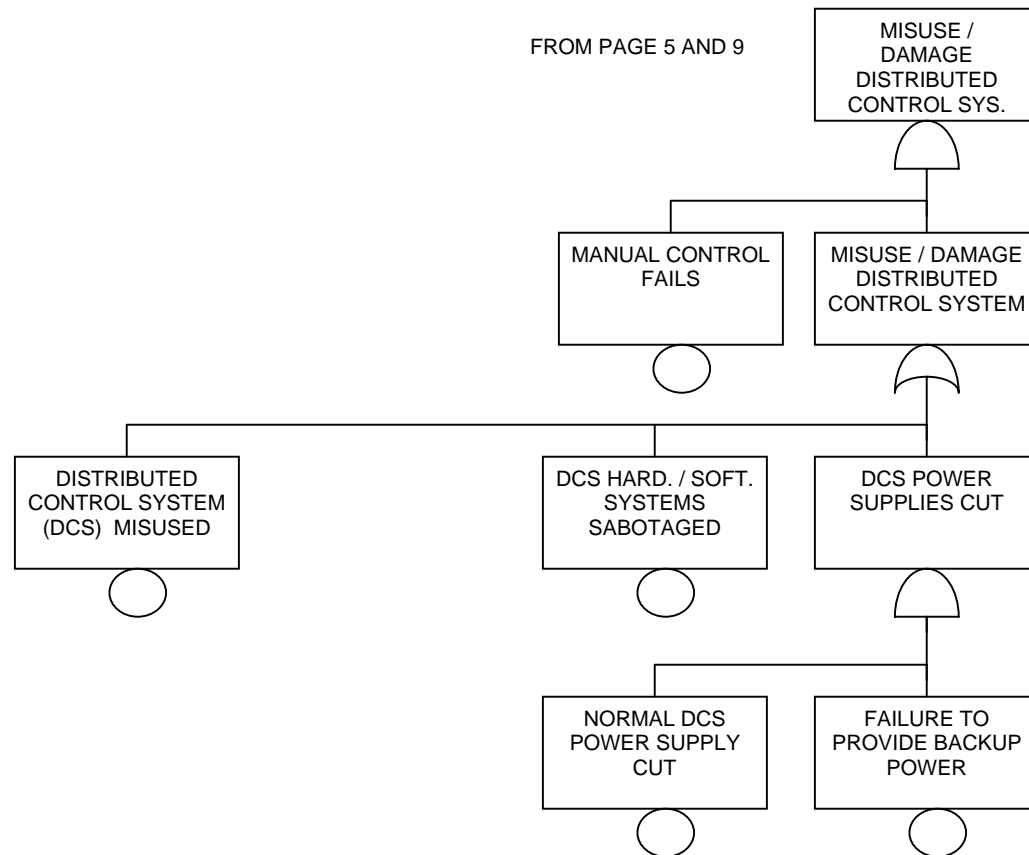 FROM PAGE 5 AND 9
MISUSE /
DAMAGE
DISTRIBUTED
CONTROL SYS.
MANUAL CONTROL
FAILS
MISUSE / DAMAGE
DISTRIBUTED
CONTROL SYSTEM
DISTRIBUTED
CONTROL SYSTEM
(DCS) MISUSED
DCS HARD. / SOFT.
SYSTEMS
SABOTAGED
DCS POWER
SUPPLIES CUT
NORMAL DCS
POWER SUPPLY
CUT
FAILURE TO
PROVIDE BACKUP
POWER